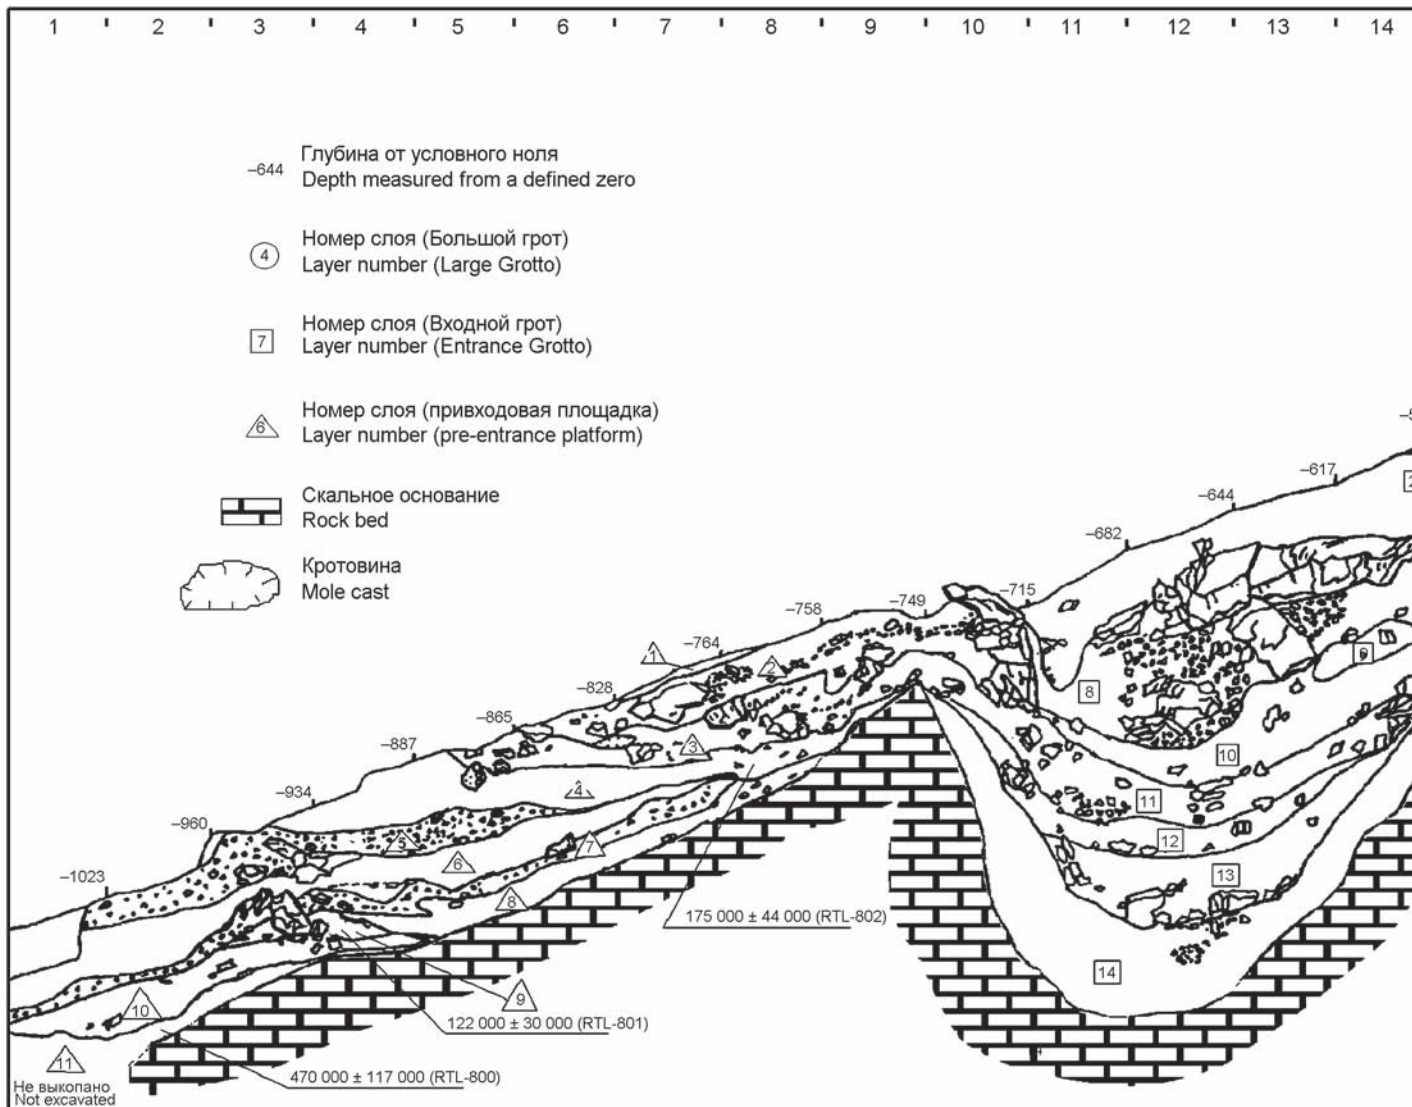 1 2 3 4 5 6 7 8 9 10 11 12 13 14
–644
Глубина от условного ноля
Depth measured from a defined zero
4
Номер слоя (Большой грот)
Layer number (Large Grotto)
7
Номер слоя (Входной грот)
Layer number (Entrance Grotto)
6
Номер слоя (привходовая площадка)
Layer number (pre-entrance platform)
Скальное основание
Rock bed
Кротовина
Mole cast
–617
–644
–682
–715
–749
–758
–764
–828
–865
–887
–934
–960
–1023
1
2
3
4
5
6
7
8
9
10
11
Не выкопано
Not excavated
8
9
10
11
12
13
14
2
175 000 ± 44 000 (RTL-802)
122 000 ± 30 000 (RTL-801)
470 000 ± 117 000 (RTL-800)